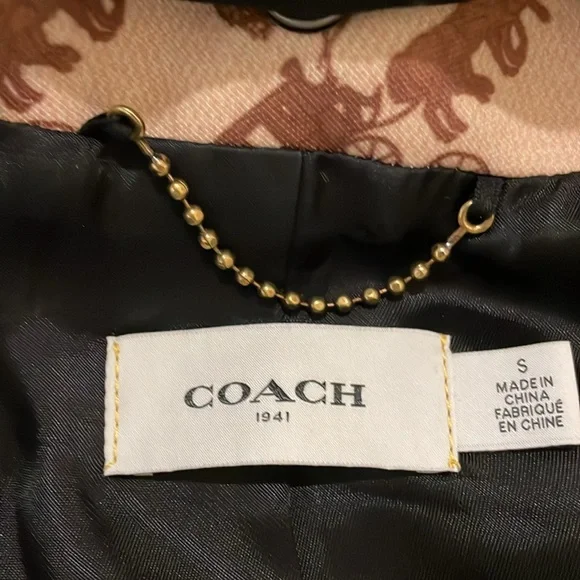 COACH
1941
S
MADE IN
CHINA
FABRIQUÉ
EN CHINE